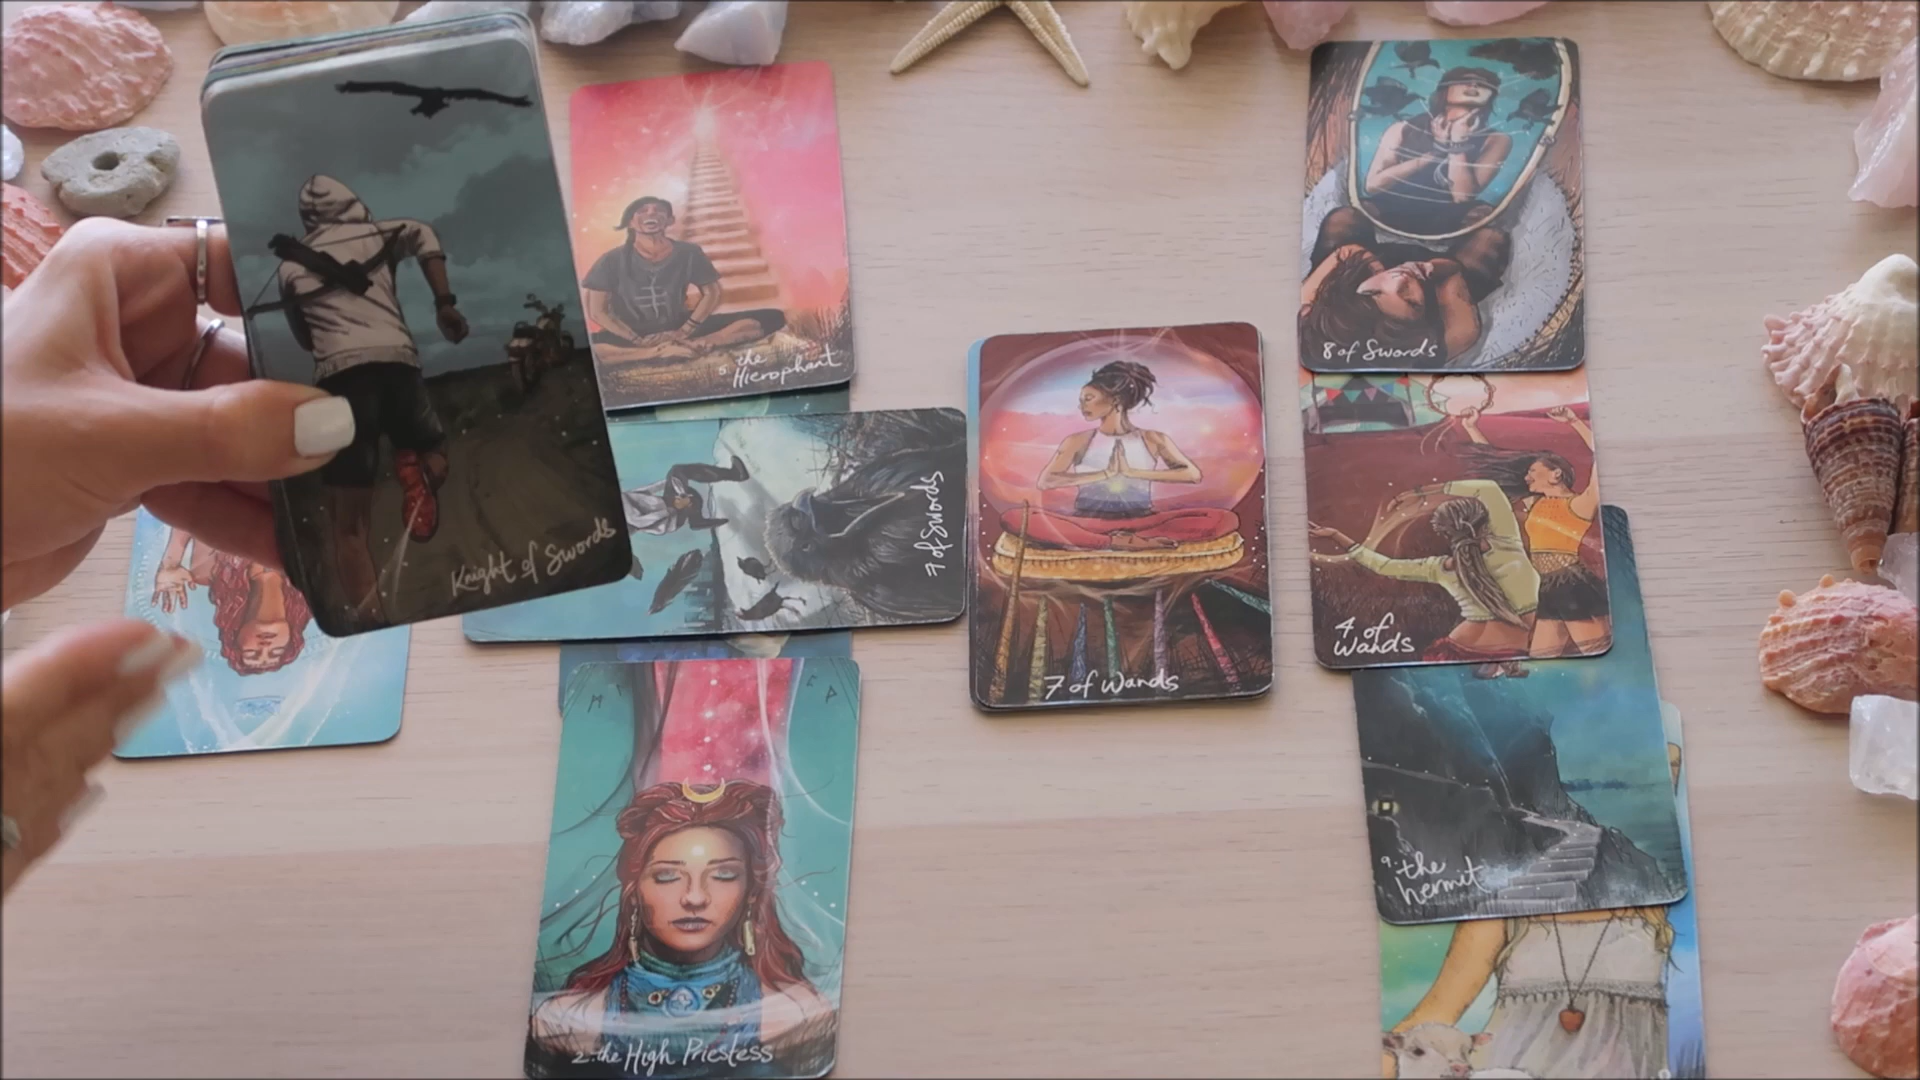 Knight of Swords
5 the
Hierophant
7 of Swords
2. the High Priestess
7 of Wands
8 of Swords
4 of
Wands
9. the
hermit